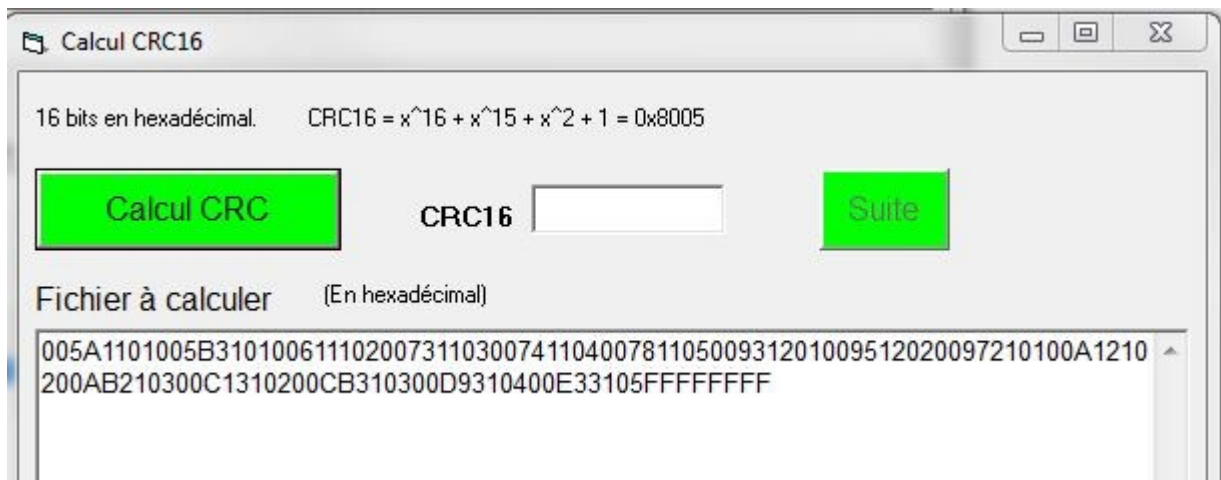 Calcul CRC16
16 bits en hexadécimal. CRC16 = x^16 + x^15 + x^2 + 1 = 0x8005
Calcul CRC CRC16 Suite
Fichier à calculer (En hexadécimal)
005A1101005B31010061110200731103007411040078110500931201009512020097210100A1210
200AB210300C1310200CB310300D9310400E33105FFFFFFFF